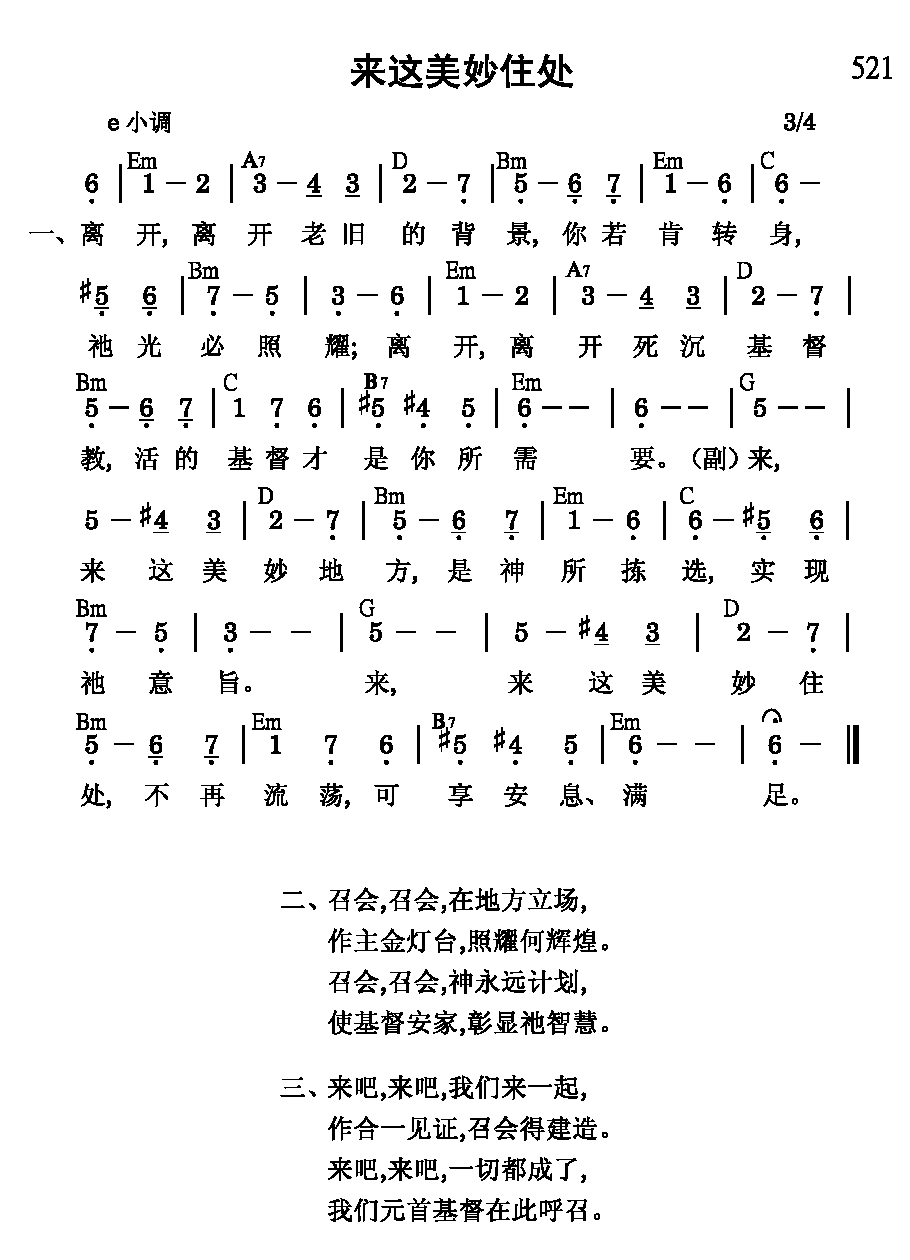 来这美妙住处 521
e 小调 3/4
Em A7 D Bm Em C
6 | 1 - 2 | 3 - 4 3 | 2 - 7 | 5 - 6 7 | 1 - 6 | 6 -
一、离 开, 离 开 老 旧 的 背 景, 你 若 肯 转 身,
Bm Em A7 D
#5 6 | 7 - 5 | 3 - 6 | 1 - 2 | 3 - 4 3 | 2 - 7 |
祂 光 必 照 耀; 离 开, 离 开 死 沉 基 督
Bm C B7 Em G
5 - 6 7 | 1 7 6 | #5 #4 5 | 6 - - | 6 - - | 5 - - |
教, 活 的 基 督 才 是 你 所 需 要。(副) 来,
D Bm Em C
5 - #4 3 | 2 - 7 | 5 - 6 7 | 1 - 6 | 6 - #5 6 |
来 这 美 妙 地 方, 是 神 所 拣 选, 实 现
Bm G D
7 - 5 | 3 - - | 5 - - | 5 - #4 3 | 2 - 7 |
祂 意 旨。 来, 来 这 美 妙 住
Bm Em B7 Em
5 - 6 7 | 1 7 6 | #5 #4 5 | 6 - - | 6 - ‖
处, 不 再 流 荡, 可 享 安 息、 满 足。
二、召会,召会,在地方立场,
作主金灯台,照耀何辉煌。
召会,召会,神永远计划,
使基督安家,彰显祂智慧。
三、来吧,来吧,我们来一起,
作合一见证,召会得建造。
来吧,来吧,一切都成了,
我们元首基督在此呼召。